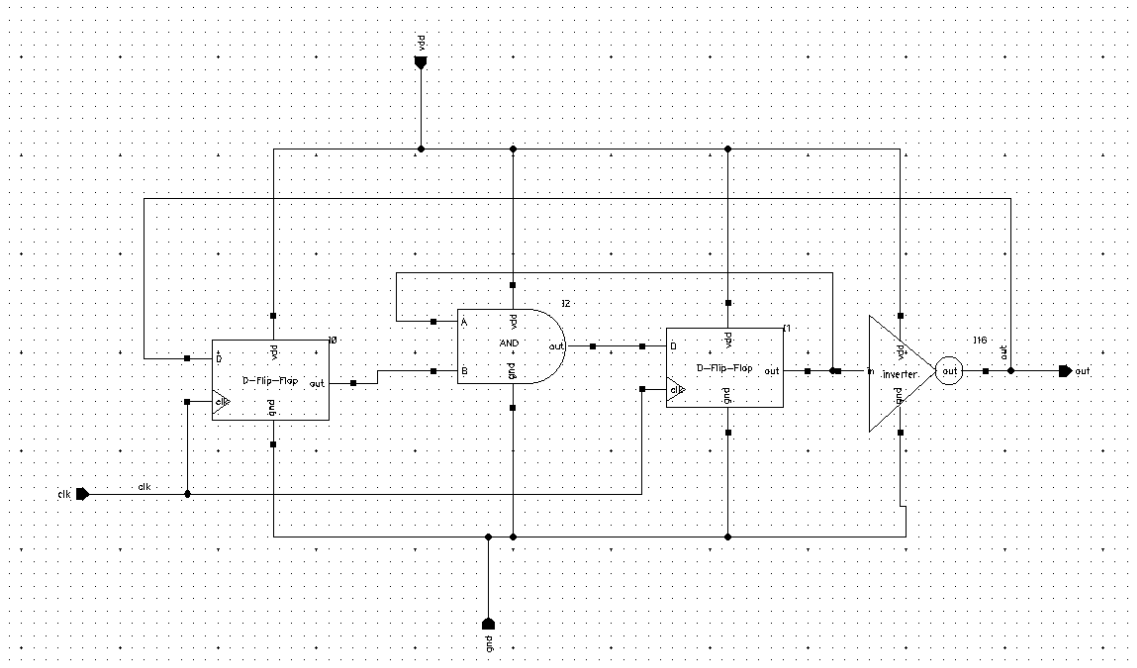 vdd
I2
A
vdd
AND
out
B
gnd
I0
vdd
D
D-Flip-Flop
out
clk
gnd
I1
vdd
D
D-Flip-Flop
out
clk
gnd
I16
vdd
in
inverter
out
gnd
out
out
clk
clk
gnd